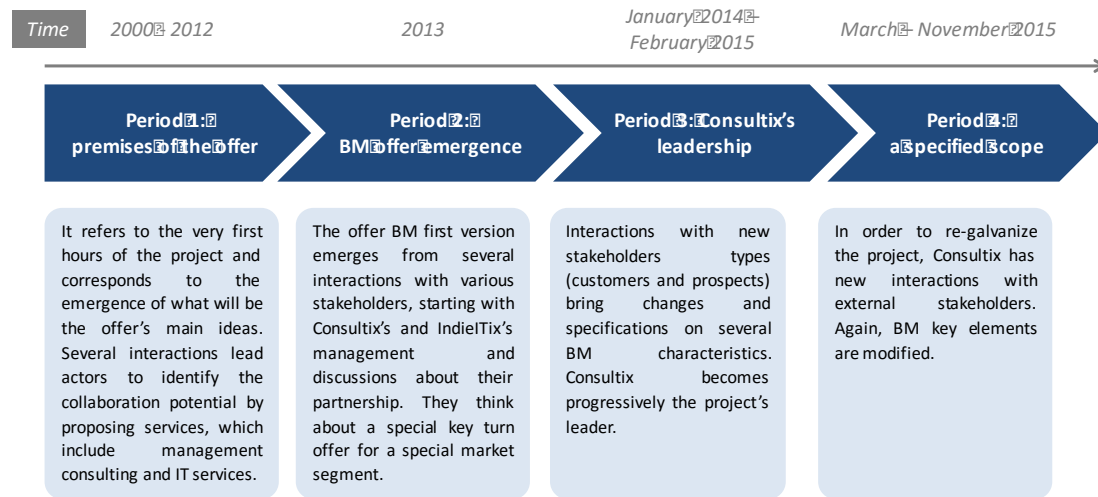 Time
2000 – 2012
2013
January 2014 –
February 2015
March – November 2015
Period 1:
premises of the offer
Period 2:
BM offer emergence
Period 3: Consultix's
leadership
Period 4:
a specified scope
It refers to the very first
hours of the project and
corresponds to the
emergence of what will be
the offer's main ideas.
Several interactions lead
actors to identify the
collaboration potential by
proposing services, which
include management
consulting and IT services.
The offer BM first version
emerges from several
interactions with various
stakeholders, starting with
Consultix's and IndieITix's
management and
discussions about their
partnership. They think
about a special key turn
offer for a special market
segment.
Interactions with new
stakeholders types
(customers and prospects)
bring changes and
specifications on several
BM characteristics.
Consultix becomes
progressively the project's
leader.
In order to re-galvanize
the project, Consultix has
new interactions with
external stakeholders.
Again, BM key elements
are modified.